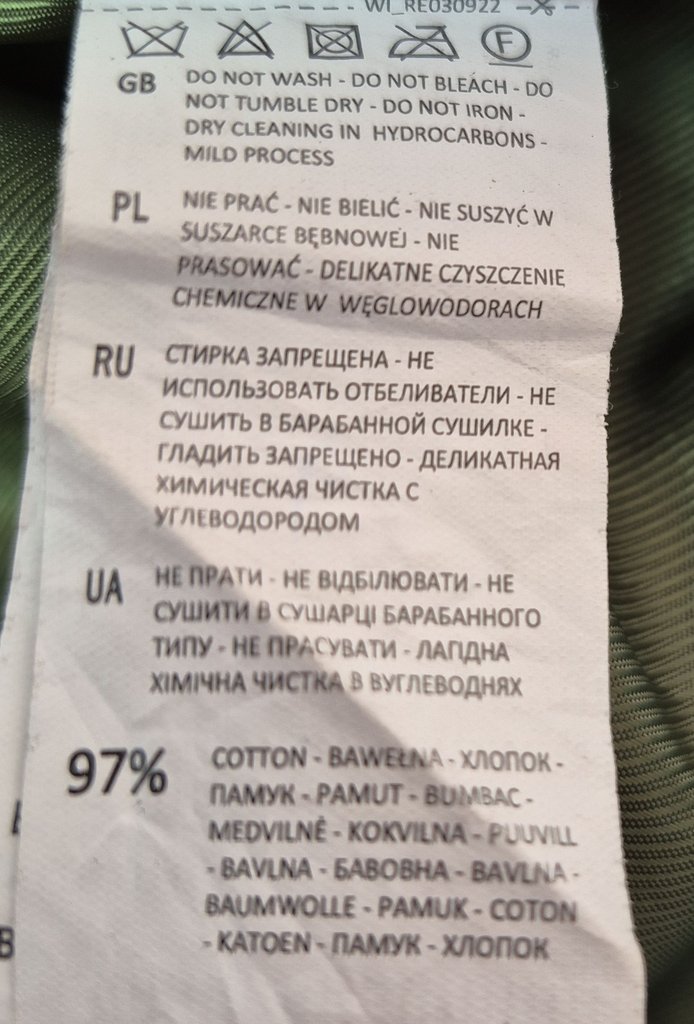 WI_RE030922
F
GB DO NOT WASH - DO NOT BLEACH - DO
NOT TUMBLE DRY - DO NOT IRON -
DRY CLEANING IN HYDROCARBONS -
MILD PROCESS
PL NIE PRAĆ - NIE BIELIĆ - NIE SUSZYĆ W
SUSZARCE BĘBNOWEJ - NIE
PRASOWAĆ - DELIKATNE CZYSZCZENIE
CHEMICZNE W WĘGLOWODORACH
RU СТИРКА ЗАПРЕЩЕНА - НЕ
ИСПОЛЬЗОВАТЬ ОТБЕЛИВАТЕЛИ - НЕ
СУШИТЬ В БАРАБАННОЙ СУШИЛКЕ -
ГЛАДИТЬ ЗАПРЕЩЕНО - ДЕЛИКАТНАЯ
ХИМИЧЕСКАЯ ЧИСТКА С
УГЛЕВОДОРОДОМ
UA НЕ ПРАТИ - НЕ ВІДБІЛЮВАТИ - НЕ
СУШИТИ В СУШАРЦІ БАРАБАННОГО
ТИПУ - НЕ ПРАСУВАТИ - ЛАГІДНА
ХІМІЧНА ЧИСТКА В ВУГЛЕВОДНЯХ
97% COTTON - BAWEŁNA - ХЛОПОК -
ПАМУК - PAMUT - BUMBAC -
MEDVILNĖ - KOKVILNA - PUUVILL
- BAVLNA - БАВОВНА - BAVLNA -
BAUMWOLLE - PAMUK - COTON
- KATOEN - ПАМУК - ХЛОПОК